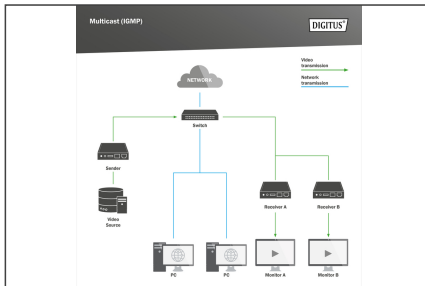 Multicast (IGMP)
DIGITUS®
Video
transmission
Network
transmission
NETWORK
Switch
Sender
Video
Source
Receiver A
Receiver B
PC
PC
Monitor A
Monitor B